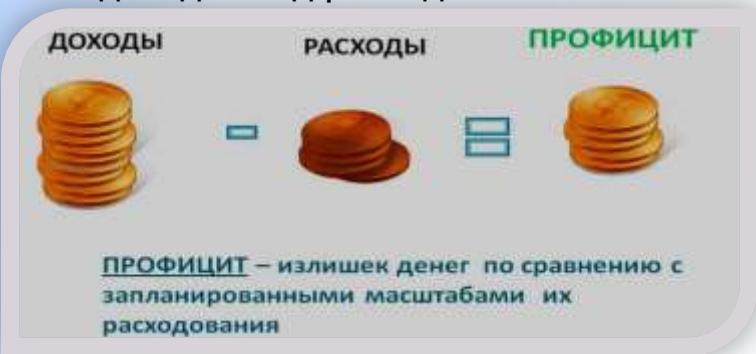 ДОХОДЫ
РАСХОДЫ
ПРОФИЦИТ
ПРОФИЦИТ – излишек денег по сравнению с
запланированными масштабами их
расходования